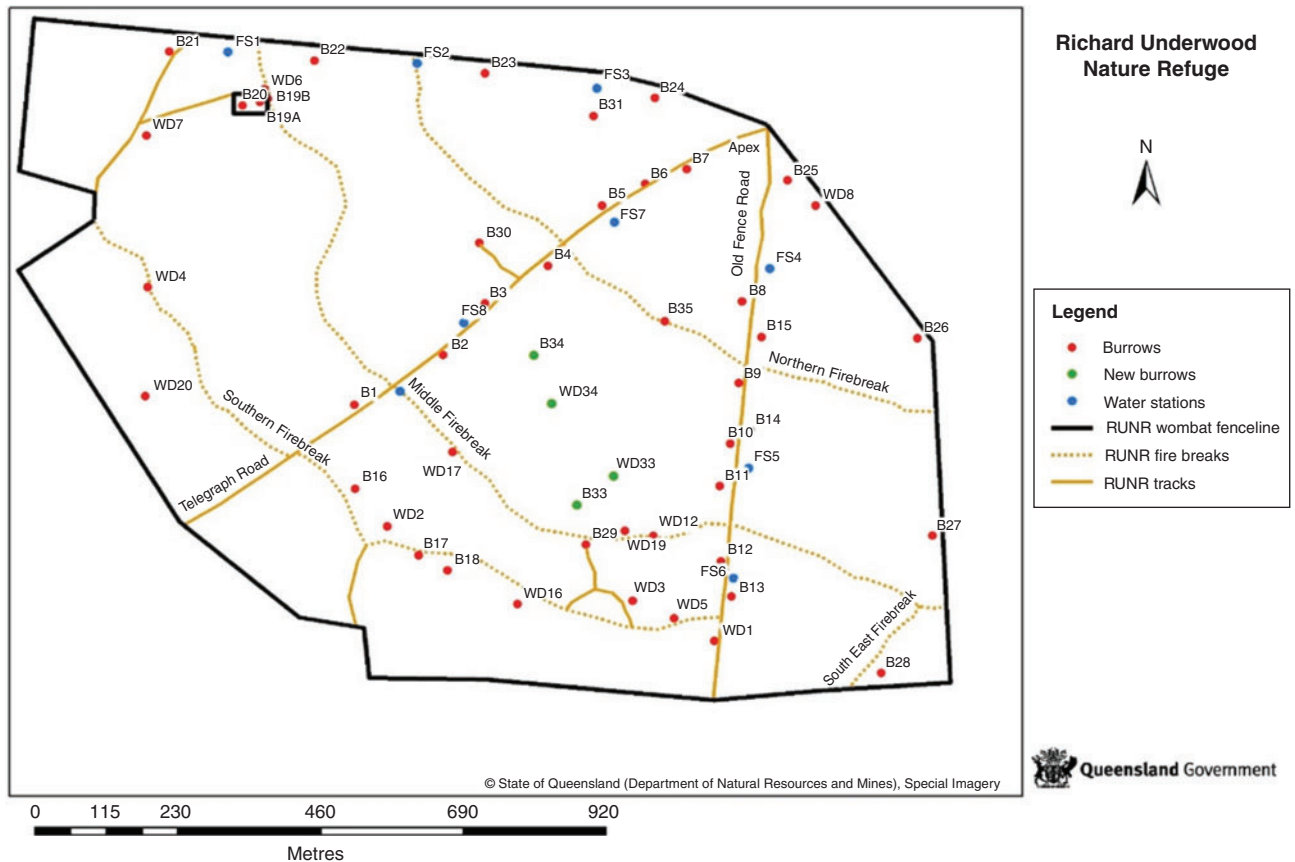 Richard Underwood
Nature Refuge
N
B21
FS1
B22
FS2
B23
FS3
B24
B31
WD6
B20
B19B
B19A
WD7
Apex
B7
B6
B5
FS7
B25
WD8
Old Fence Road
B30
B4
FS4
WD4
B3
FS8
B8
B35
B15
B26
B2
B34
Northern Firebreak
B9
WD20
WD34
B1
Middle Firebreak
Southern Firebreak
B14
B10
FS5
WD17
WD33
B11
Telegraph Road
B16
B33
WD2
WD12
B29
WD19
B27
B17
B18
B12
FS6
B13
WD16
WD3
WD5
WD1
South East Firebreak
B28
Legend
Burrows
New burrows
Water stations
RUNR wombat fenceline
RUNR fire breaks
RUNR tracks
© State of Queensland (Department of Natural Resources and Mines), Special Imagery
Queensland Government
0 115 230 460 690 920
Metres